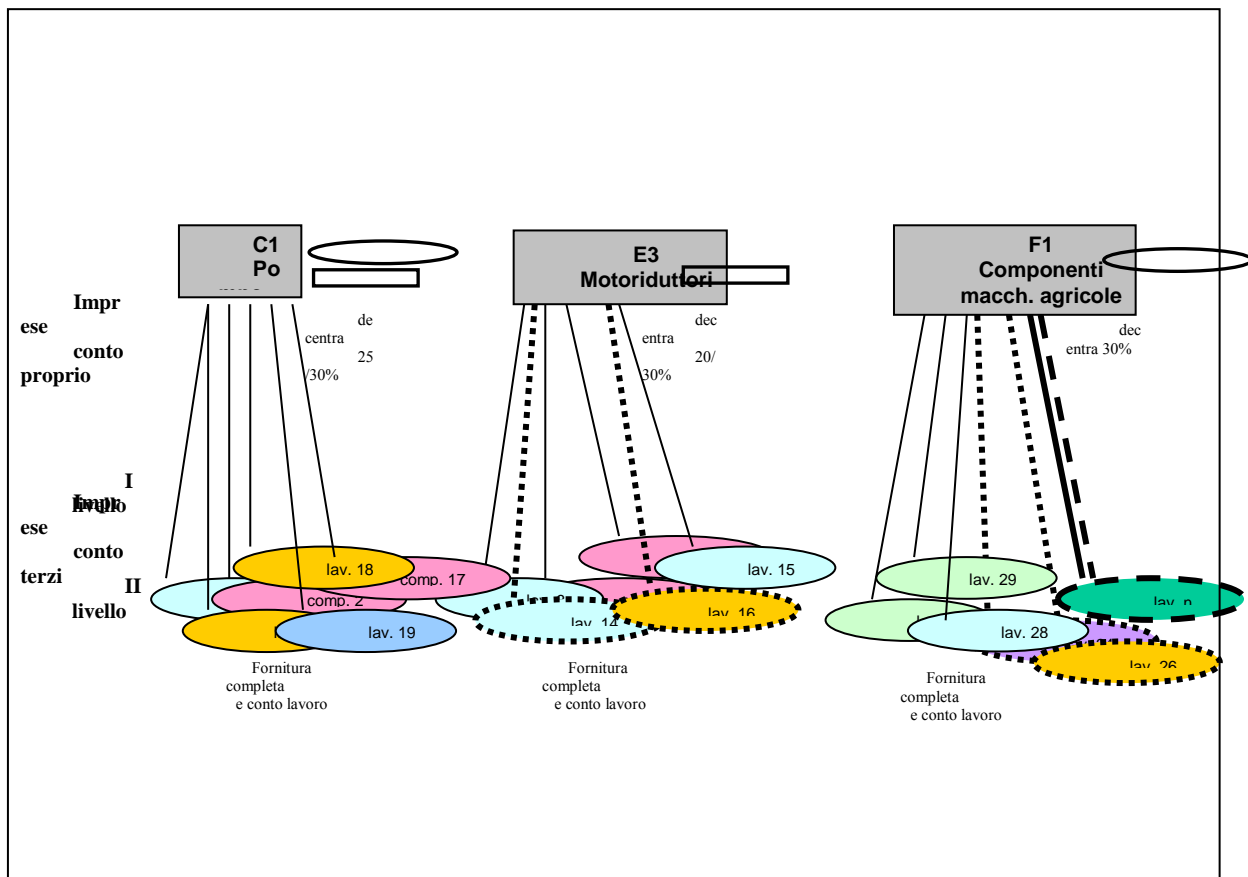 C1
Po
E3
Motoriduttori
F1
Componenti
macch. agricole
Impr
ese
conto
proprio
de
centra
25
/30%
dec
entra
20/
30%
dec
entra 30%
I
livello
Impr
ese
conto
terzi
II
livello
lav. 18
comp. 17
comp. 2
lav. 19
lav. 15
lav. 14
lav. 16
lav. 29
lav. n
lav. 28
lav. 26
Fornitura
completa
e conto lavoro
Fornitura
completa
e conto lavoro
Fornitura
completa
e conto lavoro